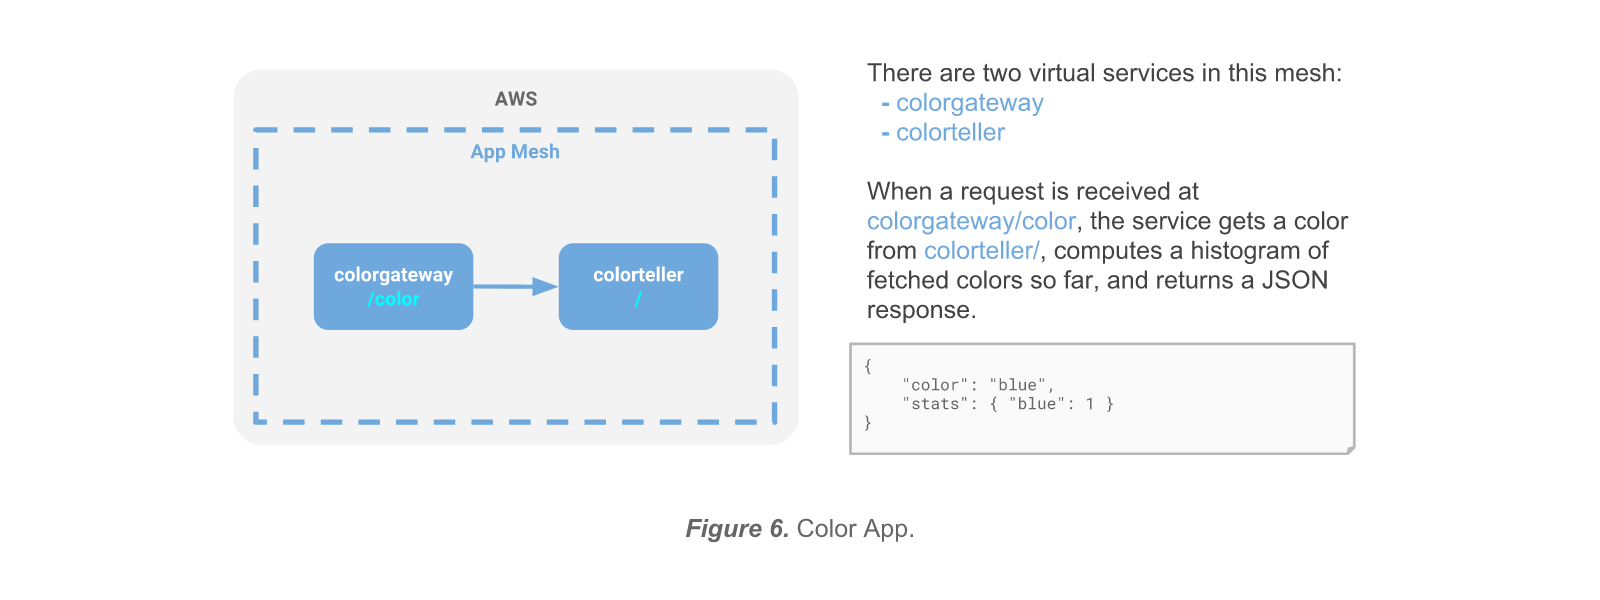 AWS
App Mesh
colorgateway
/color
colorteller
/
There are two virtual services in this mesh:
- colorgateway
- colorteller
When a request is received at
colorgateway/color, the service gets a color
from colorteller/, computes a histogram of
fetched colors so far, and returns a JSON
response.
{
    "color": "blue",
    "stats": { "blue": 1 }
}
Figure 6. Color App.